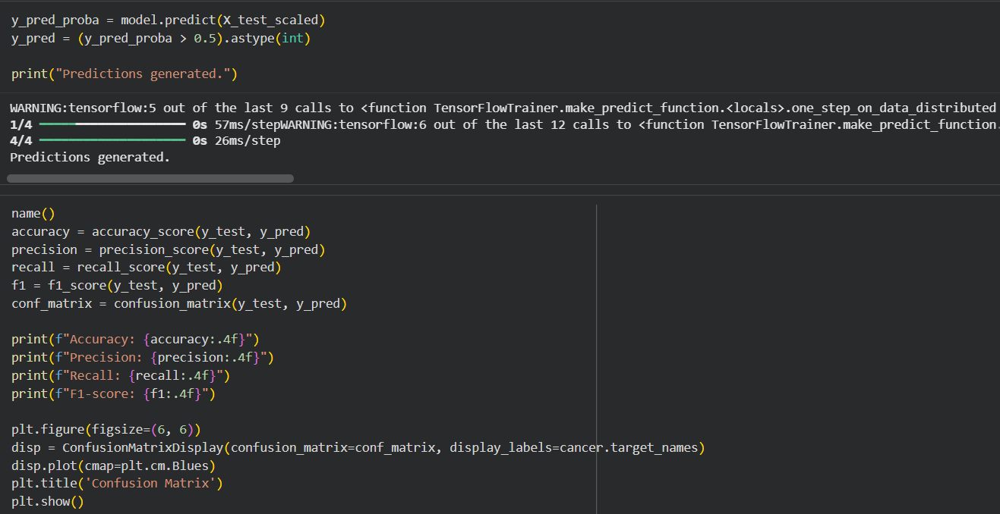 y_pred_proba = model.predict(X_test_scaled)
y_pred = (y_pred_proba > 0.5).astype(int)
print("Predictions generated.")
WARNING:tensorflow:5 out of the last 9 calls to <function TensorFlowTrainer.make_predict_function.<locals>.one_step_on_data_distributed
1/4 0s 57ms/stepWARNING:tensorflow:6 out of the last 12 calls to <function TensorFlowTrainer.make_predict_function.
4/4 0s 26ms/step
Predictions generated.
name()
accuracy = accuracy_score(y_test, y_pred)
precision = precision_score(y_test, y_pred)
recall = recall_score(y_test, y_pred)
f1 = f1_score(y_test, y_pred)
conf_matrix = confusion_matrix(y_test, y_pred)
print(f"Accuracy: {accuracy:.4f}")
print(f"Precision: {precision:.4f}")
print(f"Recall: {recall:.4f}")
print(f"F1-score: {f1:.4f}")
plt.figure(figsize=(6, 6))
disp = ConfusionMatrixDisplay(confusion_matrix=conf_matrix, display_labels=cancer.target_names)
disp.plot(cmap=plt.cm.Blues)
plt.title('Confusion Matrix')
plt.show()